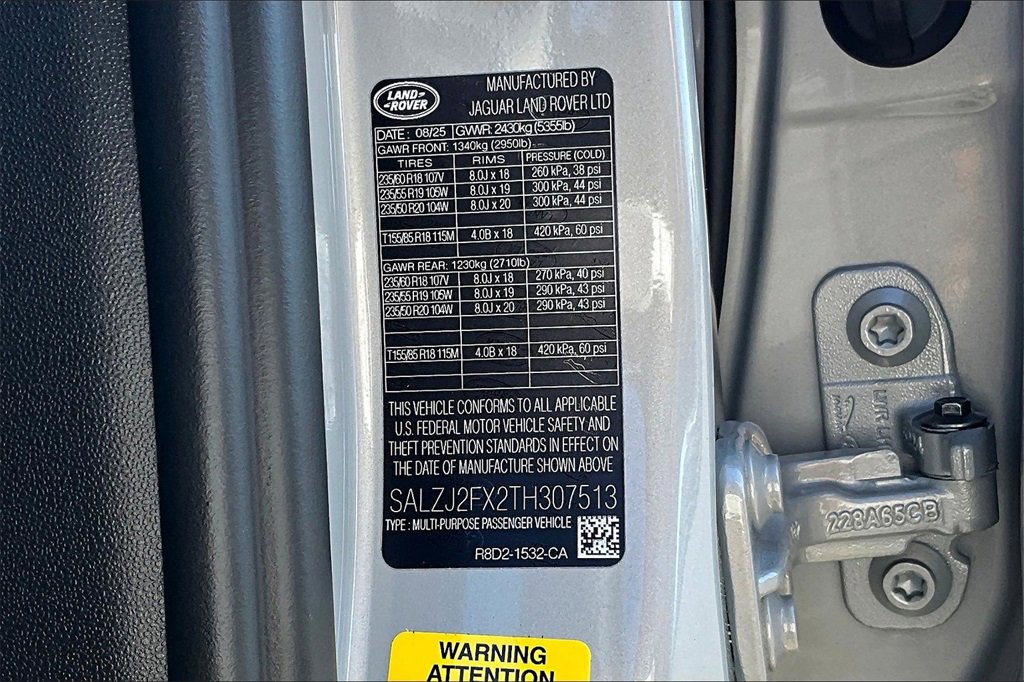 LAND ROVER
MANUFACTURED BY
JAGUAR LAND ROVER LTD
DATE: 08/25 GVWR: 2430kg (5355lb)
GAWR FRONT: 1340kg (2950lb)
TIRES RIMS PRESSURE (COLD)
235/60 R18 107V 8.0J x 18 260 kPa, 38 psi
235/55 R19 105W 8.0J x 19 300 kPa, 44 psi
235/50 R20 104W 8.0J x 20 300 kPa, 44 psi
T155/85 R18 115M 4.0B x 18 420 kPa, 60 psi
GAWR REAR: 1230kg (2710lb)
235/60 R18 107V 8.0J x 18 270 kPa, 40 psi
235/55 R19 105W 8.0J x 19 290 kPa, 43 psi
235/50 R20 104W 8.0J x 20 290 kPa, 43 psi
T155/85 R18 115M 4.0B x 18 420 kPa, 60 psi
THIS VEHICLE CONFORMS TO ALL APPLICABLE
U.S. FEDERAL MOTOR VEHICLE SAFETY AND
THEFT PREVENTION STANDARDS IN EFFECT ON
THE DATE OF MANUFACTURE SHOWN ABOVE
SALZJ2FX2TH307513
TYPE: MULTI-PURPOSE PASSENGER VEHICLE
R8D2-1532-CA
WARNING
ATTENTION
228A65CB